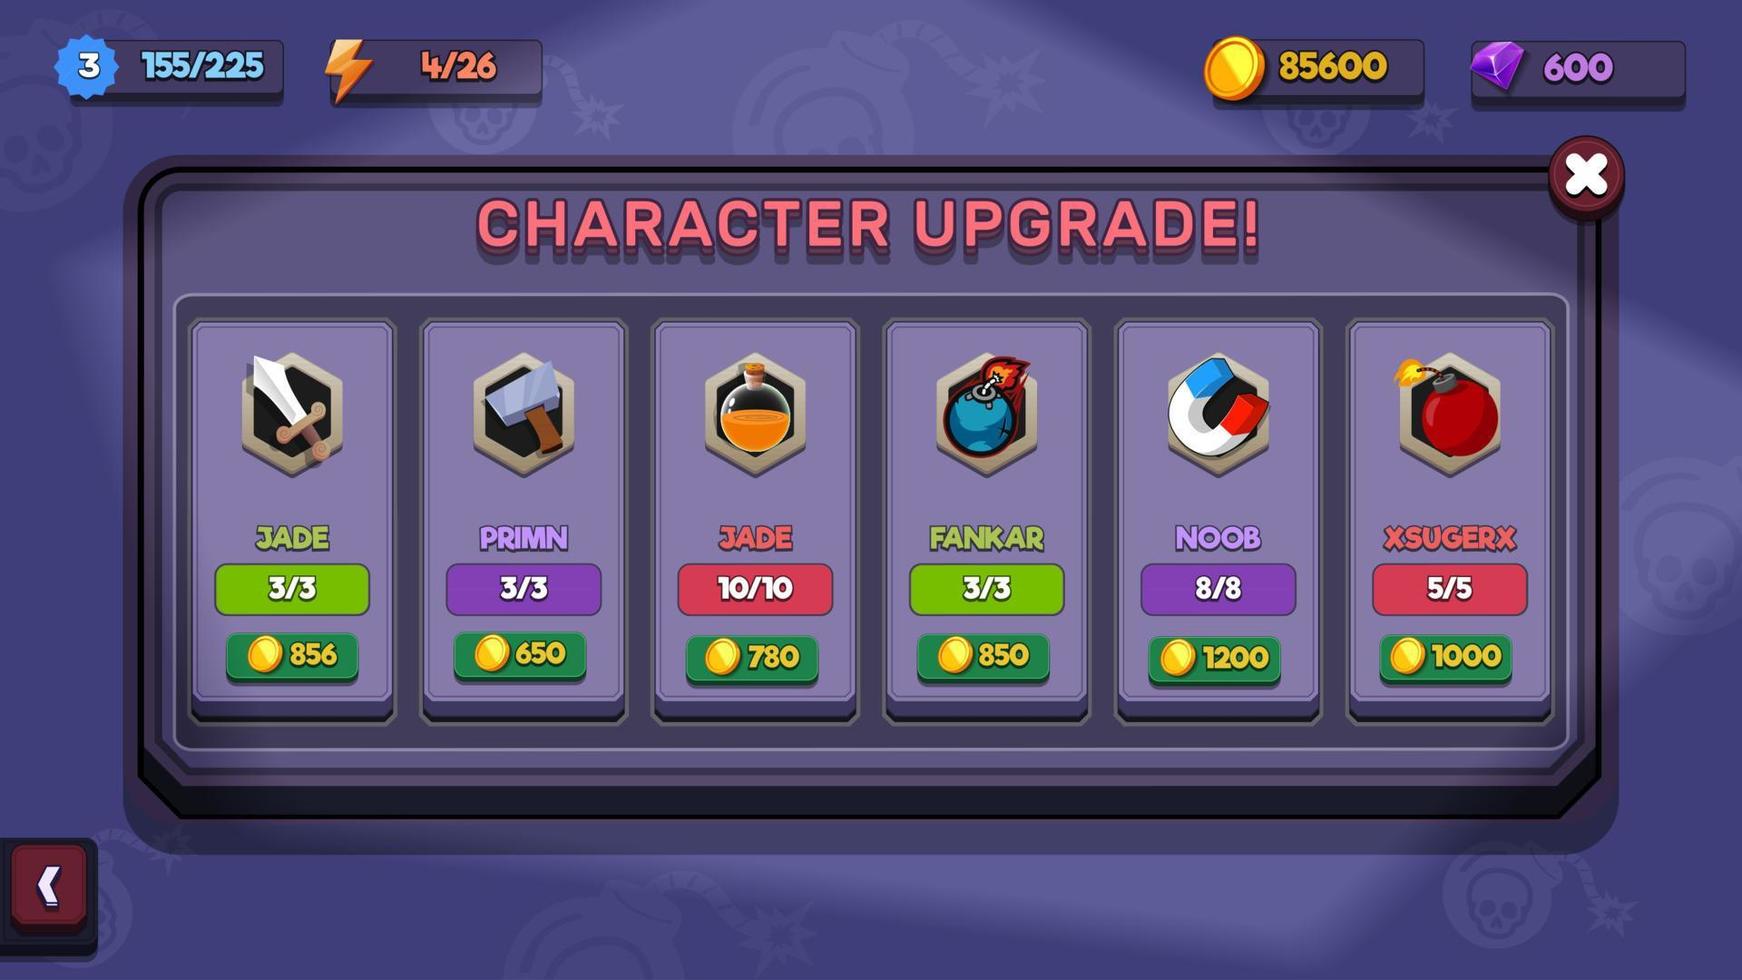 3 155/225 4/26 85600 600
CHARACTER UPGRADE!
JADE PRIMN JADE FANKAR NOOB XSUGERX
3/3 3/3 10/10 3/3 8/8 5/5
856 650 780 850 1200 1000